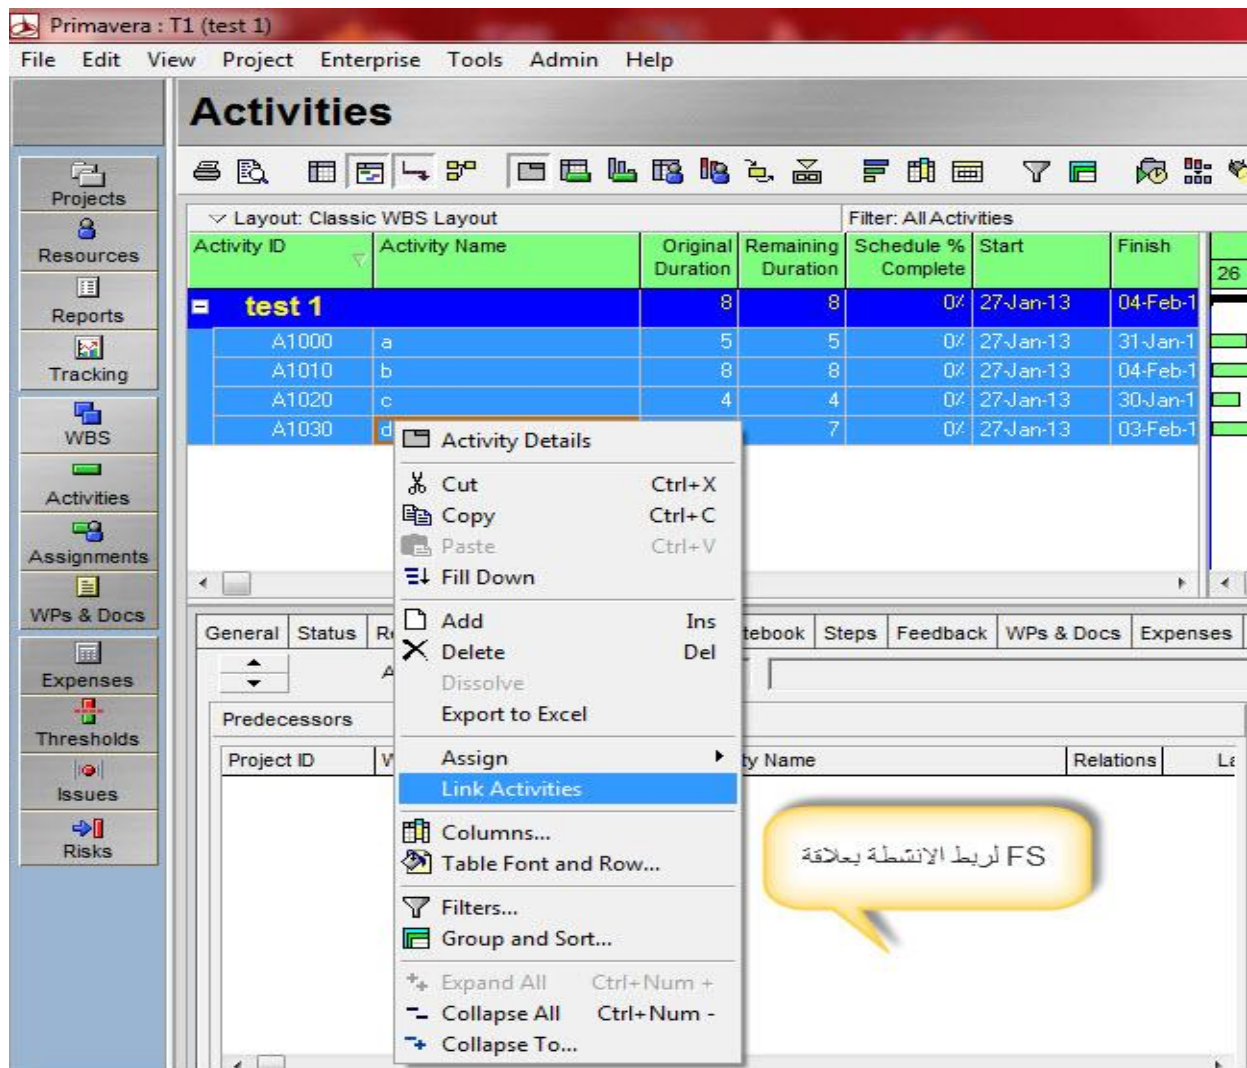 Primavera : T1 (test 1)
File Edit View Project Enterprise Tools Admin Help
Activities
Projects
Resources
Reports
Tracking
WBS
Activities
Assignments
WPs & Docs
Expenses
Thresholds
Issues
Risks
Layout: Classic WBS Layout Filter: All Activities
Activity ID Activity Name Original Duration Remaining Duration Schedule % Complete Start Finish
26
test 1 8 8 0% 27-Jan-13 04-Feb-1
A1000 a 5 5 0% 27-Jan-13 31-Jan-1
A1010 b 8 8 0% 27-Jan-13 04-Feb-1
A1020 c 4 4 0% 27-Jan-13 30-Jan-1
A1030 d 7 0% 27-Jan-13 03-Feb-1
Activity Details
Cut Ctrl+X
Copy Ctrl+C
Paste Ctrl+V
Fill Down
Add Ins
Delete Del
Dissolve
Export to Excel
Assign
Link Activities
Columns...
Table Font and Row...
Filters...
Group and Sort...
Expand All Ctrl+Num +
Collapse All Ctrl+Num -
Collapse To...
General Status R tebook Steps Feedback WPs & Docs Expenses
Predecessors
Project ID W ty Name Relations La
لربط الانشطة بعلاقة FS